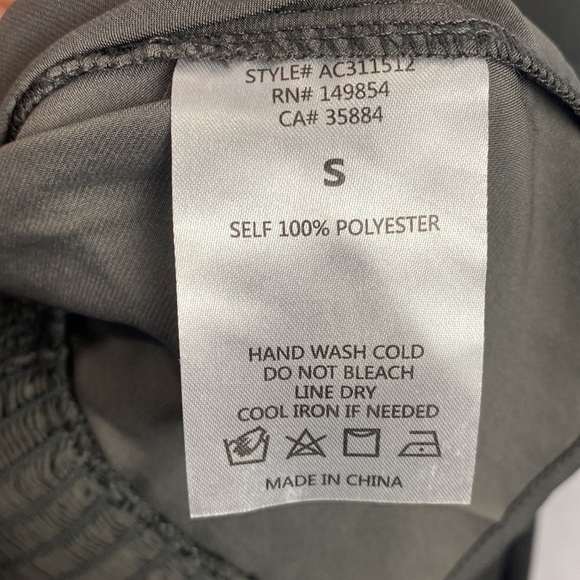 STYLE# AC311512
RN# 149854
CA# 35884
S
SELF 100% POLYESTER
HAND WASH COLD
DO NOT BLEACH
LINE DRY
COOL IRON IF NEEDED
MADE IN CHINA